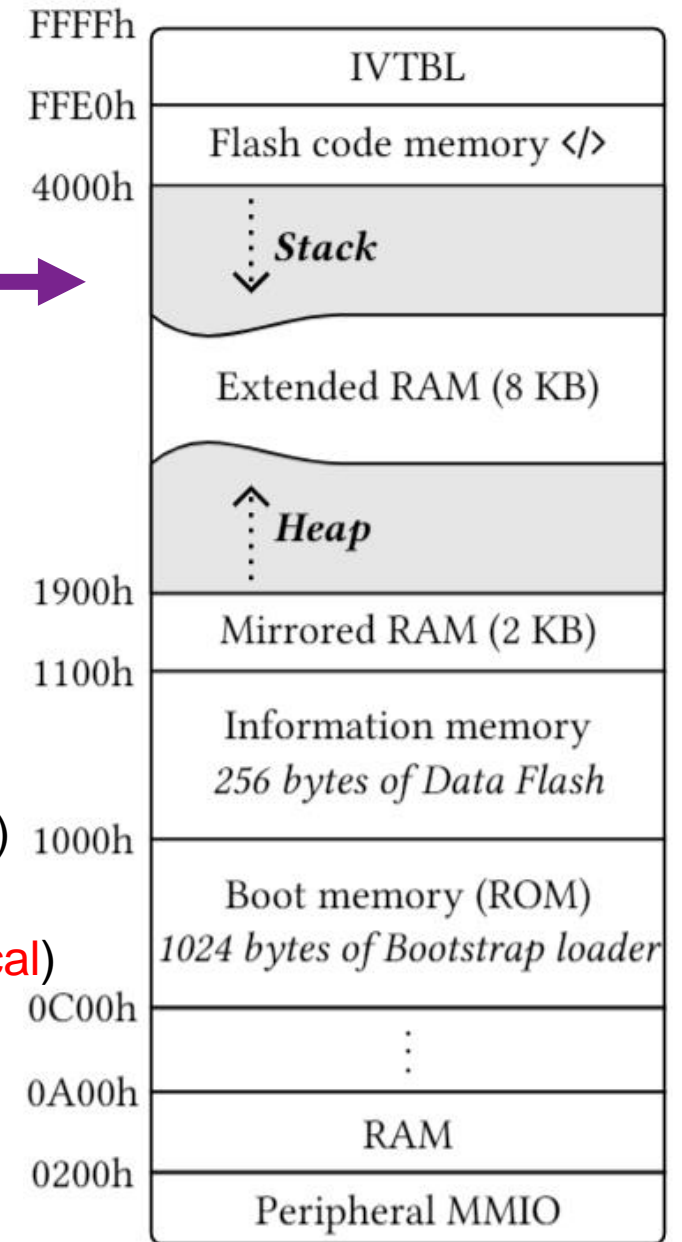 FFFFh
IVTBL
FFE0h
Flash code memory </>
4000h
Stack
Extended RAM (8 KB)
Heap
1900h
Mirrored RAM (2 KB)
1100h
Information memory
256 bytes of Data Flash
) 1000h
Boot memory (ROM)
cal) 1024 bytes of Bootstrap loader
0C00h
⋮
0A00h
RAM
0200h
Peripheral MMIO